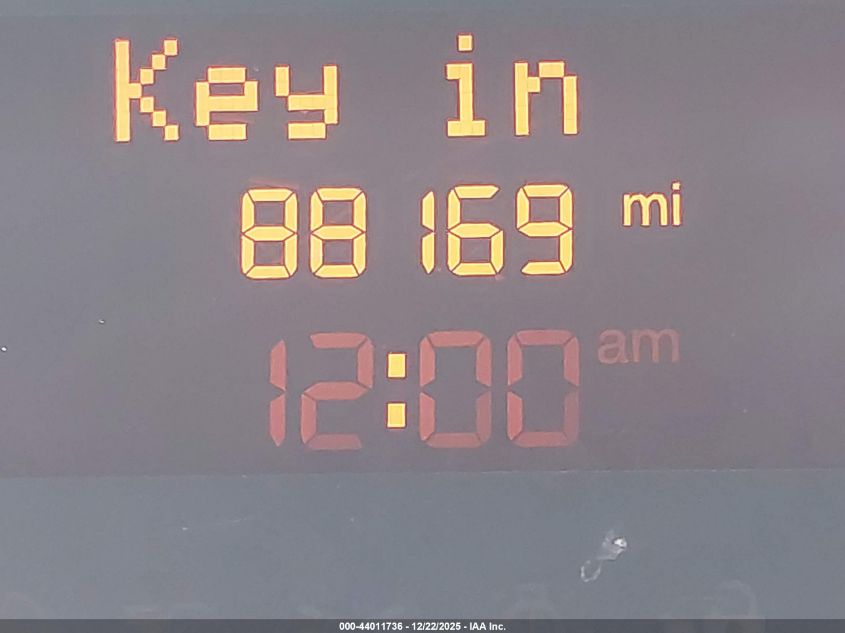 Key in
88169 mi
12:00 am
000-44011736 - 12/22/2025 - IAA Inc.